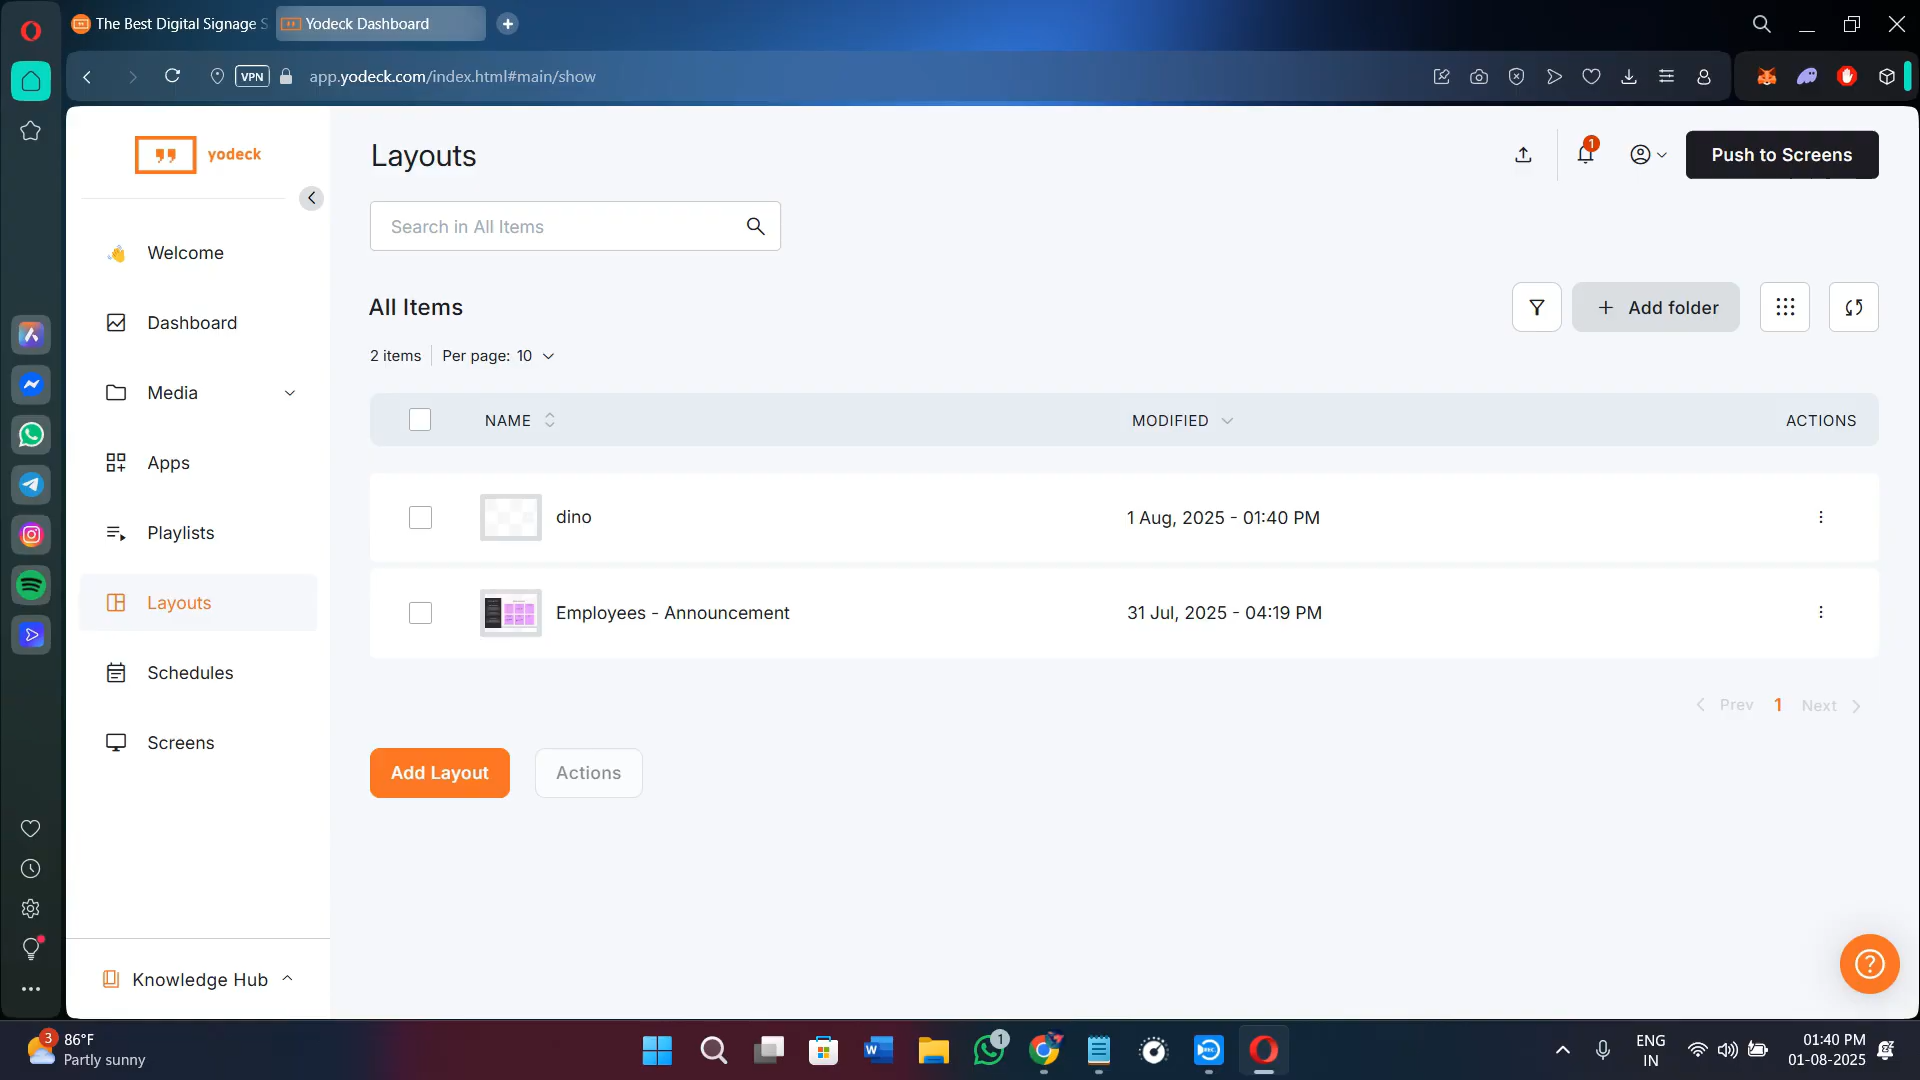 The Best Digital Signage S
Yodeck Dashboard
VPN
app.yodeck.com/index.html#main/show
yodeck
Layouts
1
Push to Screens
Search in All Items
Welcome
Dashboard
Media
Apps
Playlists
Layouts
Schedules
Screens
Knowledge Hub
All Items
Add folder
2 items
Per page: 10
NAME
MODIFIED
ACTIONS
dino
1 Aug, 2025 - 01:40 PM
Employees - Announcement
31 Jul, 2025 - 04:19 PM
Prev
1
Next
Add Layout
Actions
3
86°F
Partly sunny
1
ENG
IN
01:40 PM
01-08-2025